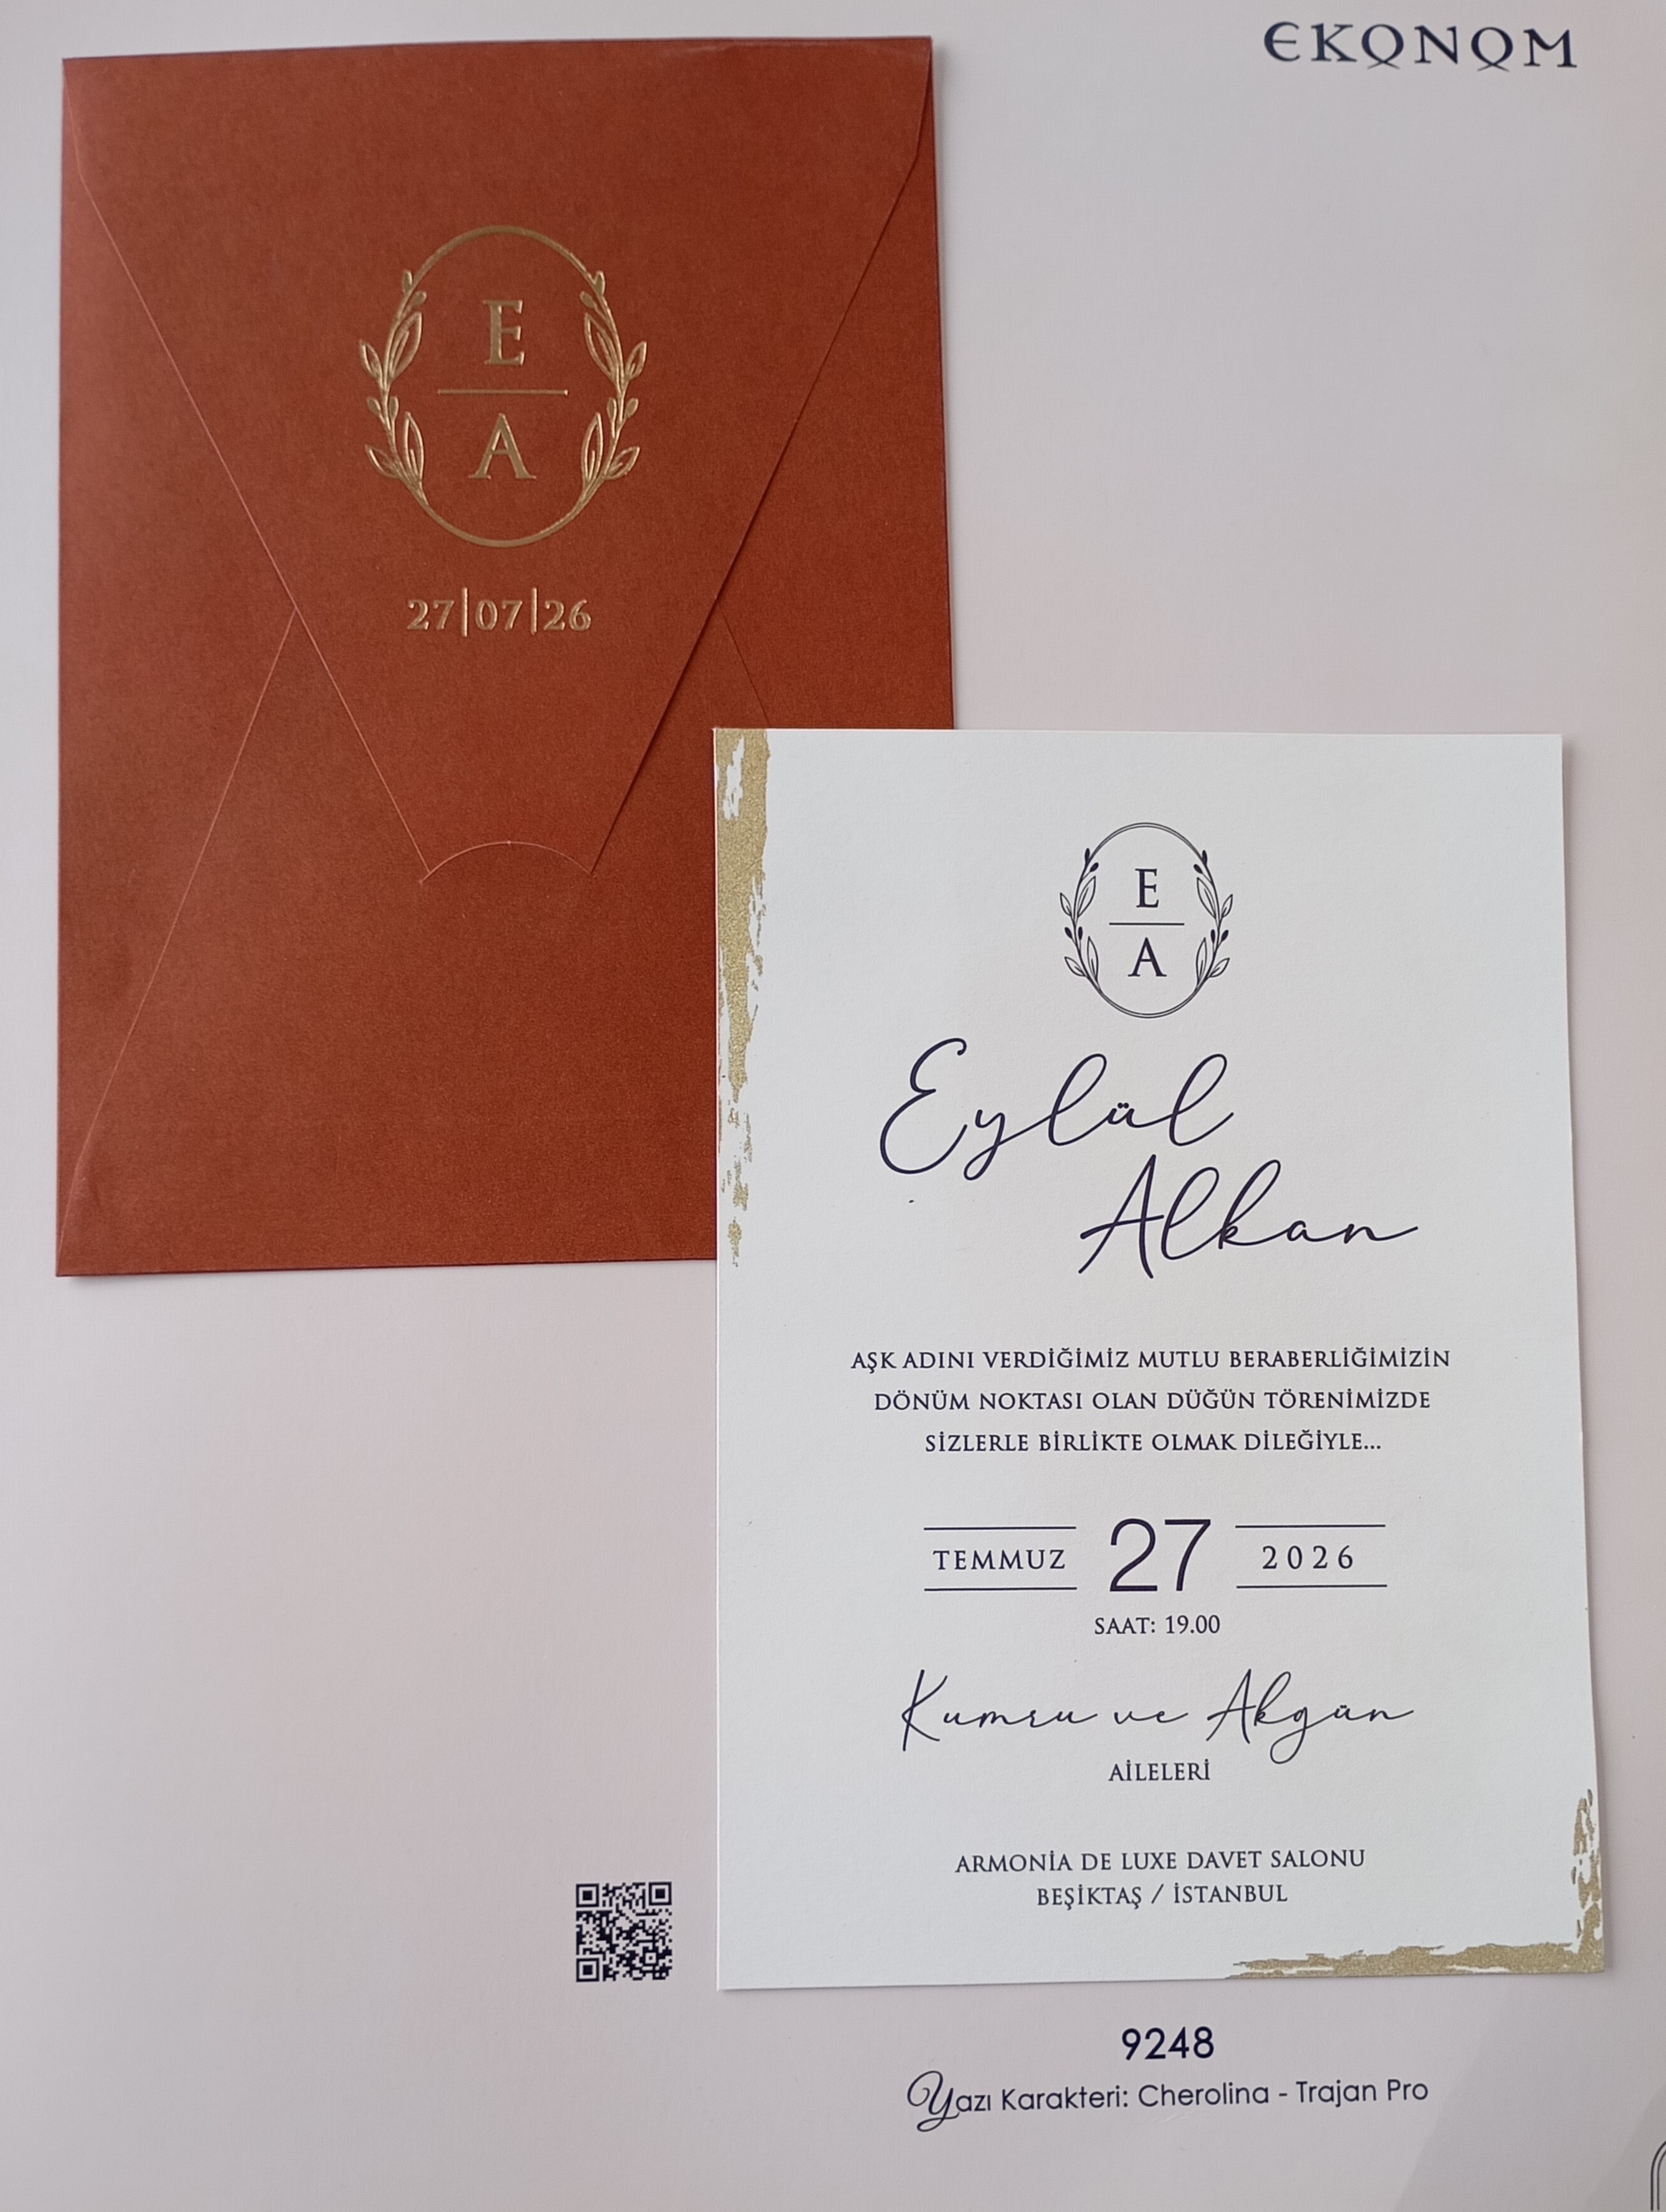 EKONOM
E
A
27|07|26
E
A
Eylül
Alkan
AŞK ADINI VERDİĞİMİZ MUTLU BERABERLİĞİMİZİN
DÖNÜM NOKTASI OLAN DÜĞÜN TÖRENİMİZDE
SİZLERLE BİRLİKTE OLMAK DİLEĞİYLE...
TEMMUZ 27 2026
SAAT: 19.00
Kumru ve Akgün
AİLELERİ
ARMONİA DE LUXE DAVET SALONU
BEŞİKTAŞ / İSTANBUL
9248
Yazı Karakteri: Cherolina - Trajan Pro